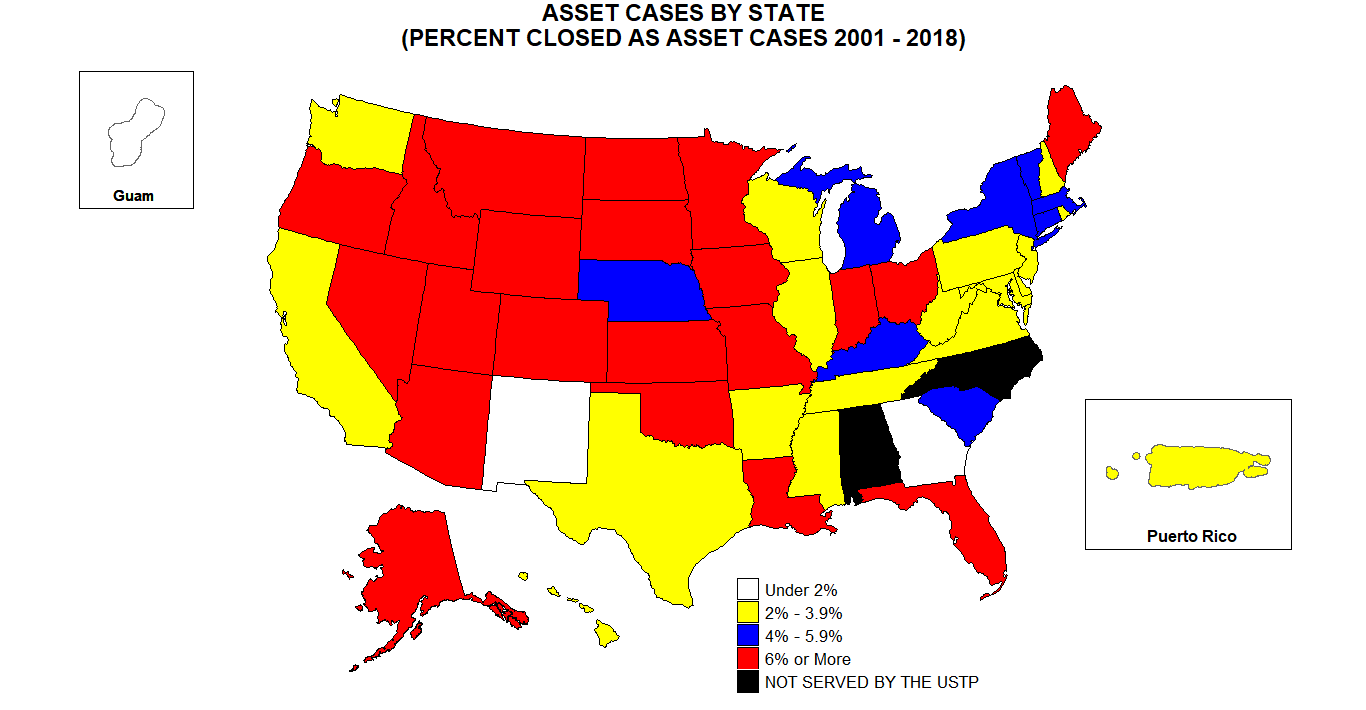 ASSET CASES BY STATE
(PERCENT CLOSED AS ASSET CASES 2001 - 2018)
Guam
Puerto Rico
Under 2%
2% - 3.9%
4% - 5.9%
6% or More
NOT SERVED BY THE USTP